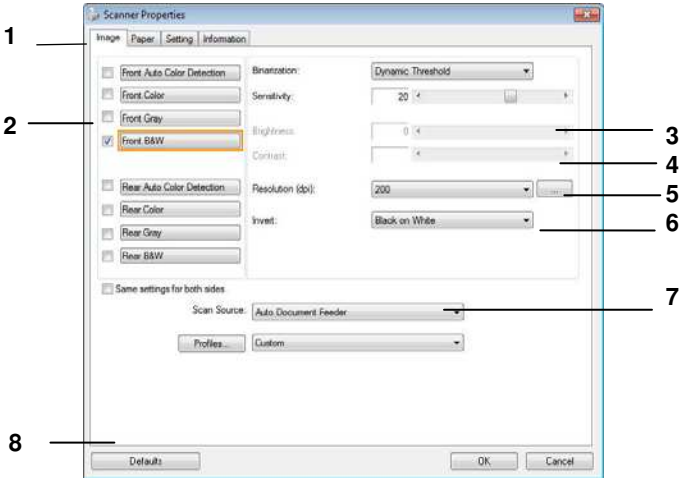 Scanner Properties
1
Image Paper Setting Information
2
Front Auto Color Detection
Front Color
Front Gray
Front B&W
Rear Auto Color Detection
Rear Color
Rear Gray
Rear B&W
Binarization: Dynamic Threshold
Sensitivity: 20
Brightness: 0
3
Contrast:
4
Resolution (dpi): 200 ...
5
Invert: Black on White
6
Same settings for both sides
Scan Source: Auto Document Feeder
7
Profiles... Custom
8
Defaults OK Cancel